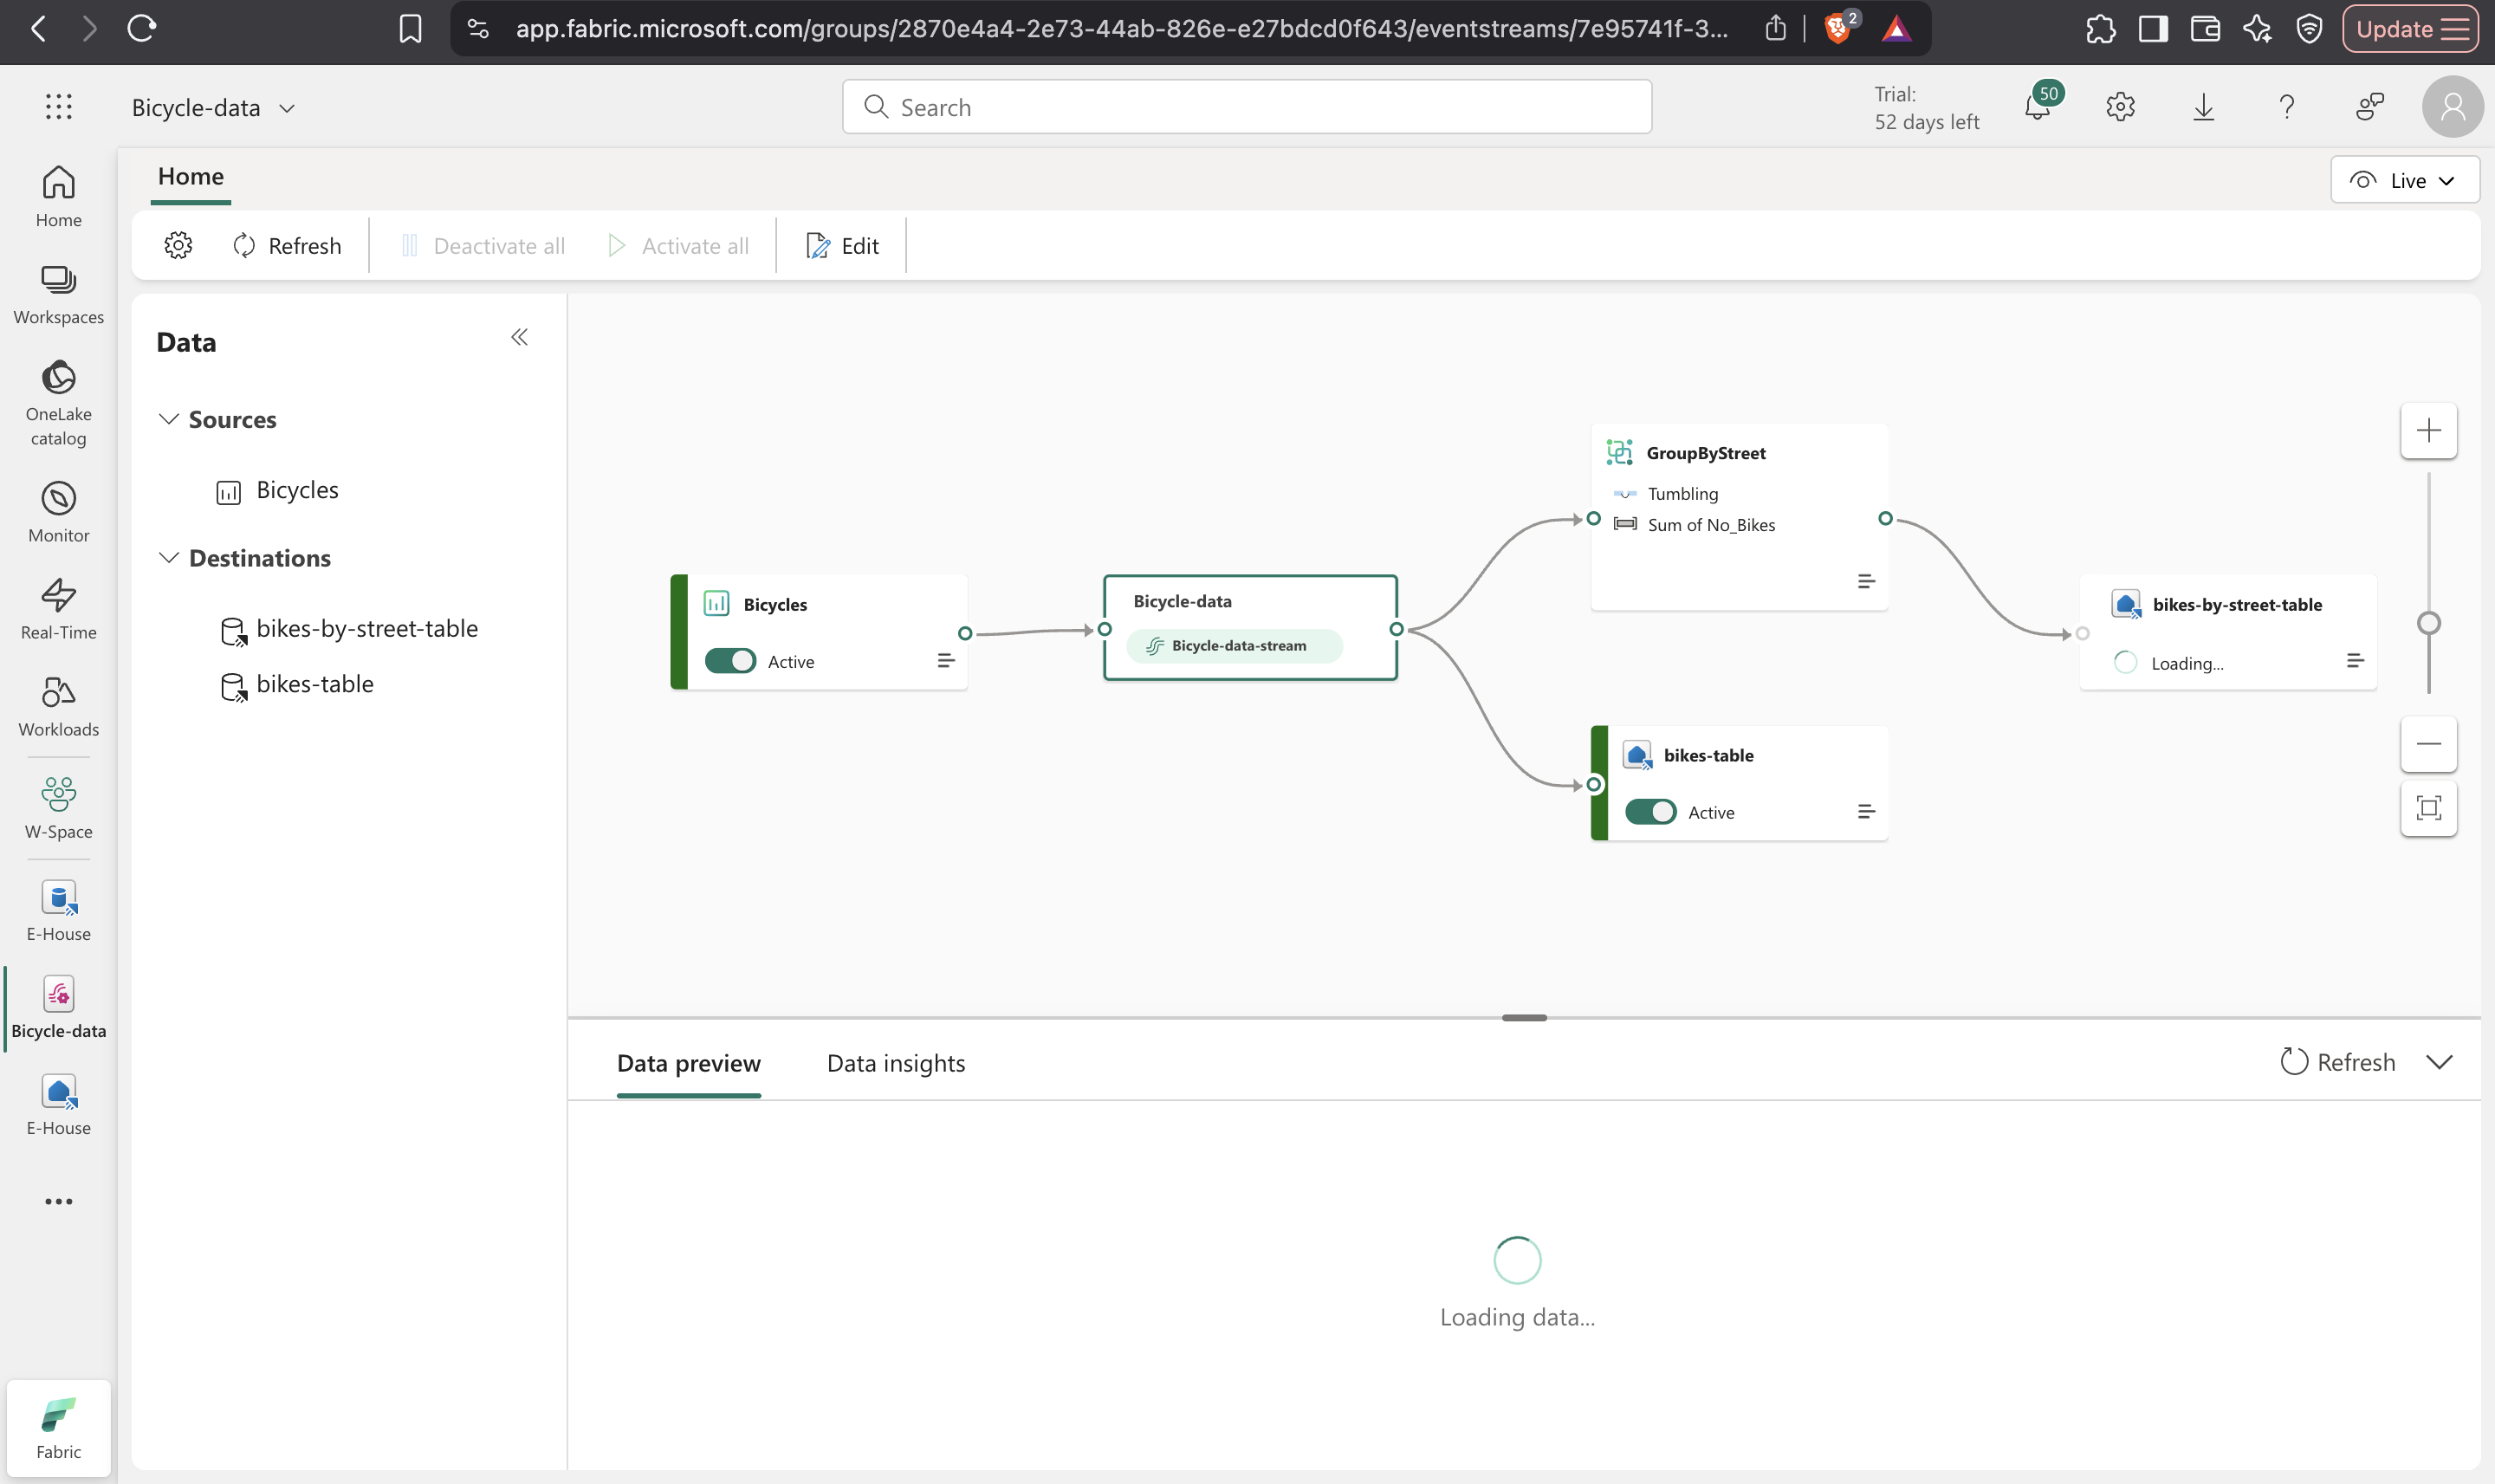 app.fabric.microsoft.com/groups/2870e4a4-2e73-44ab-826e-e27bdcd0f643/eventstreams/7e95741f-3...
2
Update
Bicycle-data
Search
Trial:
52 days left
50
Home
Workspaces
OneLake
catalog
Monitor
Real-Time
Workloads
W-Space
E-House
Bicycle-data
E-House
Fabric
Home
Live
Refresh
Deactivate all
Activate all
Edit
Data
Sources
Bicycles
Destinations
bikes-by-street-table
bikes-table
Bicycles
Active
Bicycle-data
Bicycle-data-stream
GroupByStreet
Tumbling
Sum of No_Bikes
bikes-table
Active
bikes-by-street-table
Loading...
Data preview
Data insights
Refresh
Loading data...